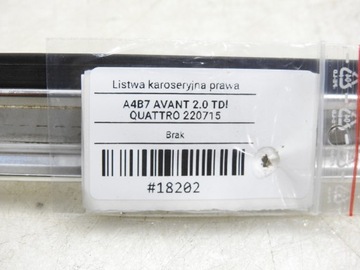 Listwa karoseryjna prawa
A4B7 AVANT 2.0 TDI
QUATTRO 220715
Brak
#18202